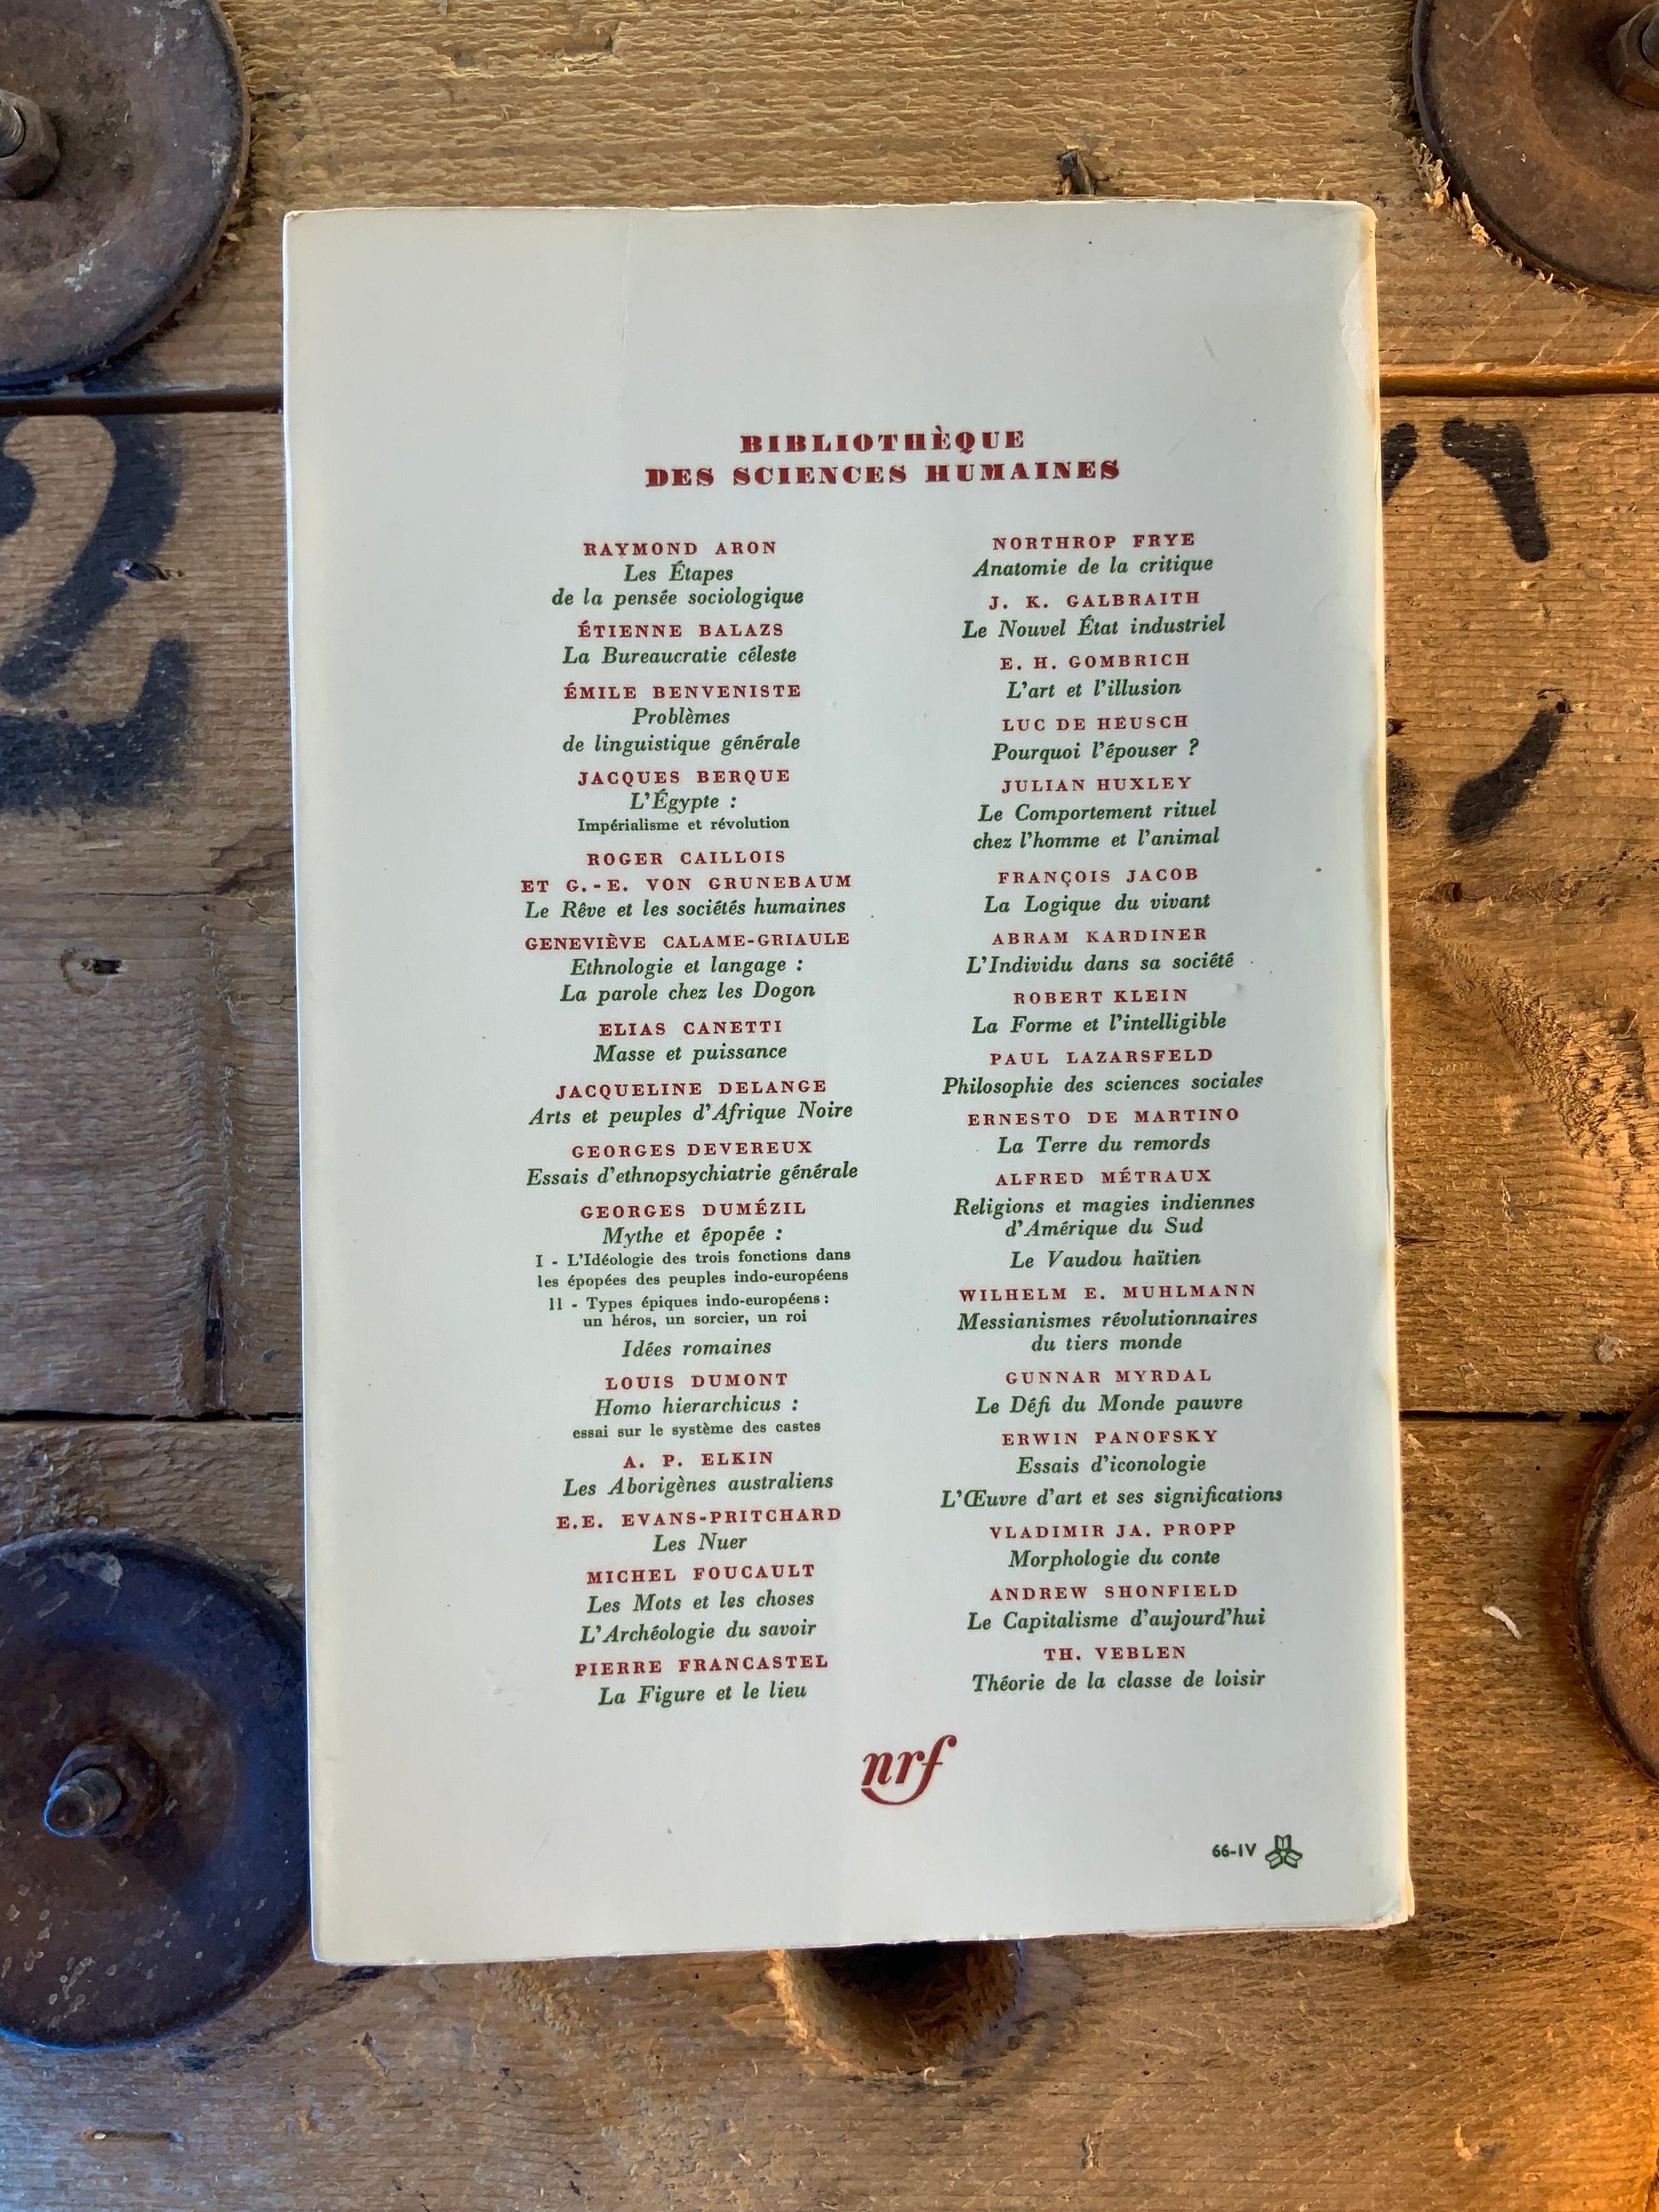 BIBLIOTHÈQUE
DES SCIENCES HUMAINES
RAYMOND ARON
Les Étapes
de la pensée sociologique
ÉTIENNE BALAZS
La Bureaucratie céleste
ÉMILE BENVENISTE
Problèmes
de linguistique générale
JACQUES BERQUE
L'Égypte :
Impérialisme et révolution
ROGER CAILLOIS
ET G.-E. VON GRUNEBAUM
Le Rêve et les sociétés humaines
GENEVIÈVE CALAME-GRIAULE
Ethnologie et langage :
La parole chez les Dogon
ELIAS CANETTI
Masse et puissance
JACQUELINE DELANGE
Arts et peuples d'Afrique Noire
GEORGES DEVEREUX
Essais d'ethnopsychiatrie générale
GEORGES DUMÉZIL
Mythe et épopée :
I - L'Idéologie des trois fonctions dans
les épopées des peuples indo-européens
II - Types épiques indo-européens :
un héros, un sorcier, un roi
Idées romaines
LOUIS DUMONT
Homo hierarchicus :
essai sur le système des castes
A. P. ELKIN
Les Aborigènes australiens
E.E. EVANS-PRITCHARD
Les Nuer
MICHEL FOUCAULT
Les Mots et les choses
L'Archéologie du savoir
PIERRE FRANCASTEL
La Figure et le lieu
NORTHROP FRYE
Anatomie de la critique
J. K. GALBRAITH
Le Nouvel État industriel
E. H. GOMBRICH
L'art et l'illusion
LUC DE HEUSCH
Pourquoi l'épouser ?
JULIAN HUXLEY
Le Comportement rituel
chez l'homme et l'animal
FRANÇOIS JACOB
La Logique du vivant
ABRAM KARDINER
L'Individu dans sa société
ROBERT KLEIN
La Forme et l'intelligible
PAUL LAZARSFELD
Philosophie des sciences sociales
ERNESTO DE MARTINO
La Terre du remords
ALFRED MÉTRAUX
Religions et magies indiennes
d'Amérique du Sud
Le Vaudou haïtien
WILHELM E. MUHLMANN
Messianismes révolutionnaires
du tiers monde
GUNNAR MYRDAL
Le Défi du Monde pauvre
ERWIN PANOFSKY
Essais d'iconologie
L'Œuvre d'art et ses significations
VLADIMIR JA. PROPP
Morphologie du conte
ANDREW SHONFIELD
Le Capitalisme d'aujourd'hui
TH. VEBLEN
Théorie de la classe de loisir
nrf
66-IV
2